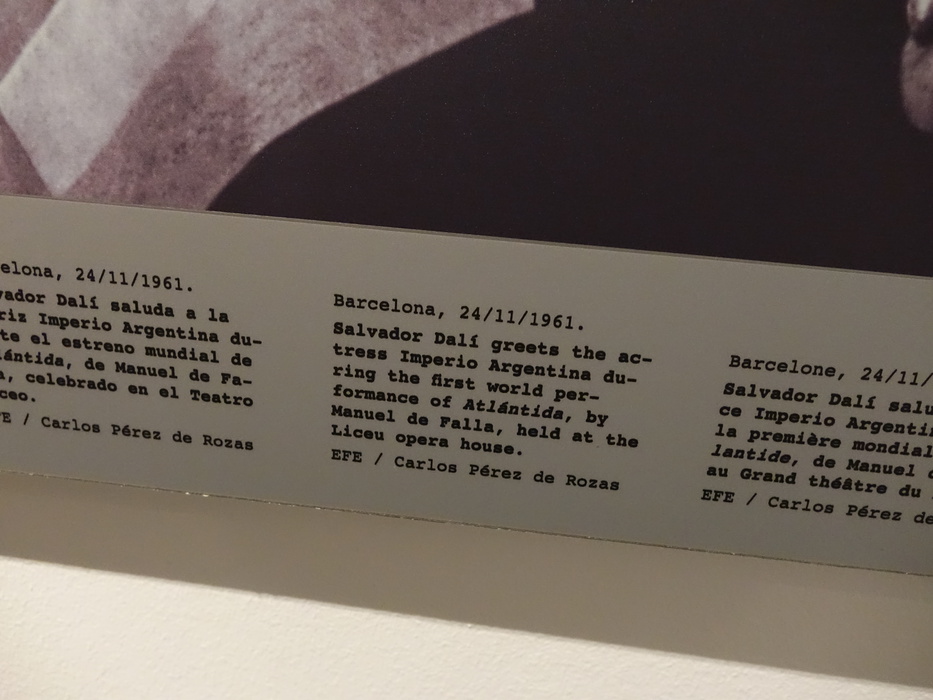 elona, 24/11/1961.
vador Dalí saluda a la
riz Imperio Argentina du-
te el estreno mundial de
lántida, de Manuel de Fa-
a, celebrado en el Teatro
ceo.
FE / Carlos Pérez de Rozas
Barcelona, 24/11/1961.
Salvador Dalí greets the ac-
tress Imperio Argentina du-
ring the first world per-
formance of Atlántida, by
Manuel de Falla, held at the
Liceu opera house.
EFE / Carlos Pérez de Rozas
Barcelone, 24/11/
Salvador Dalí salu
ce Imperio Argenti
la première mondial
lantide, de Manuel
au Grand théâtre du
EFE / Carlos Pérez de